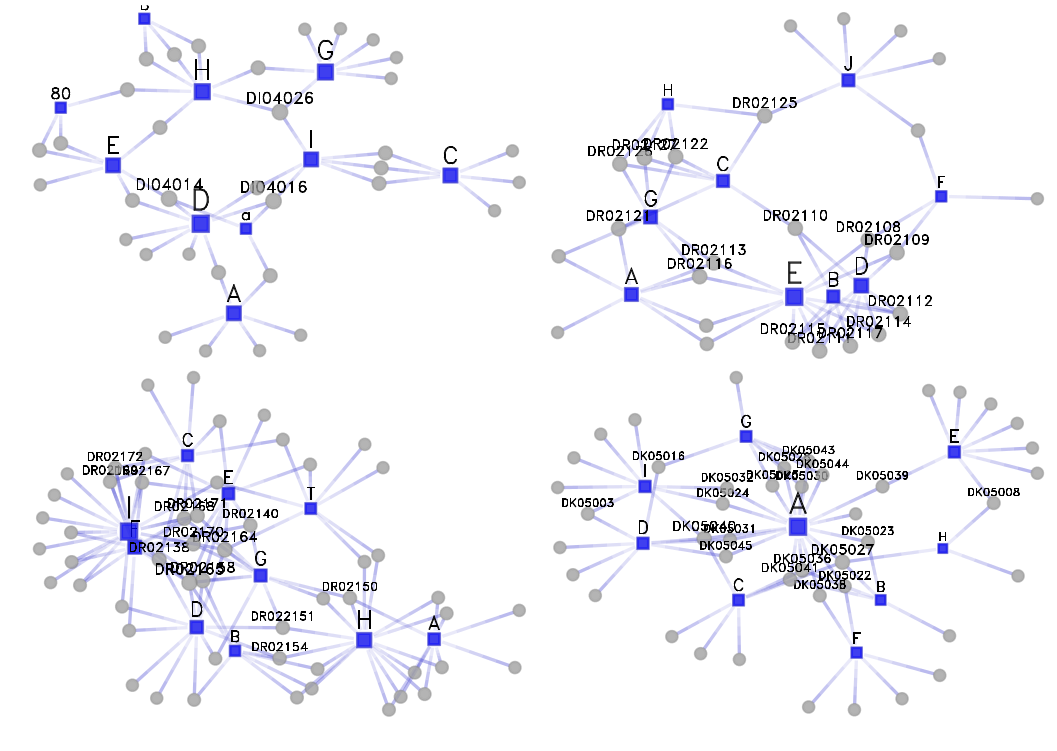 G
H
80
DI04026
E
I
C
DI04014
DI04016
D
a
A
J
H
DR02125
DR02122
C
F
G
DR02121
DR02110
DR02108
DR02109
DR02113
DR02116
A
E
B
D
DR02112
DR02114
DR02115
DR02117
C
DR02172
DR02167
E
T
I
F
DR02140
DR02170
DR02164
DR02138
G
DR02150
D
DR022151
H
B
A
DR02154
G
E
DK05043
DK05016
DK05044
I
DK05032
DK05039
DK05024
DK05003
A
DK05008
D
DK05031
DK05023
DK05045
DK05027
H
DK05036
DK05041
DK05022
C
DK05038
B
F